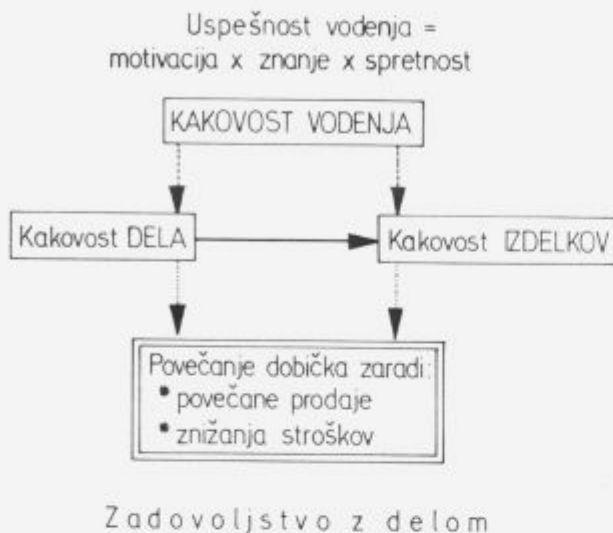 Uspešnost vodenja =
motivacija x znanje x spretnost
KAKOVOST VODENJA
Kakovost DELA
Kakovost IZDELKOV
Povečanje dobička zaradi:
• povečane prodaje
• znižanja stroškov
Zadovoljstvo z delom